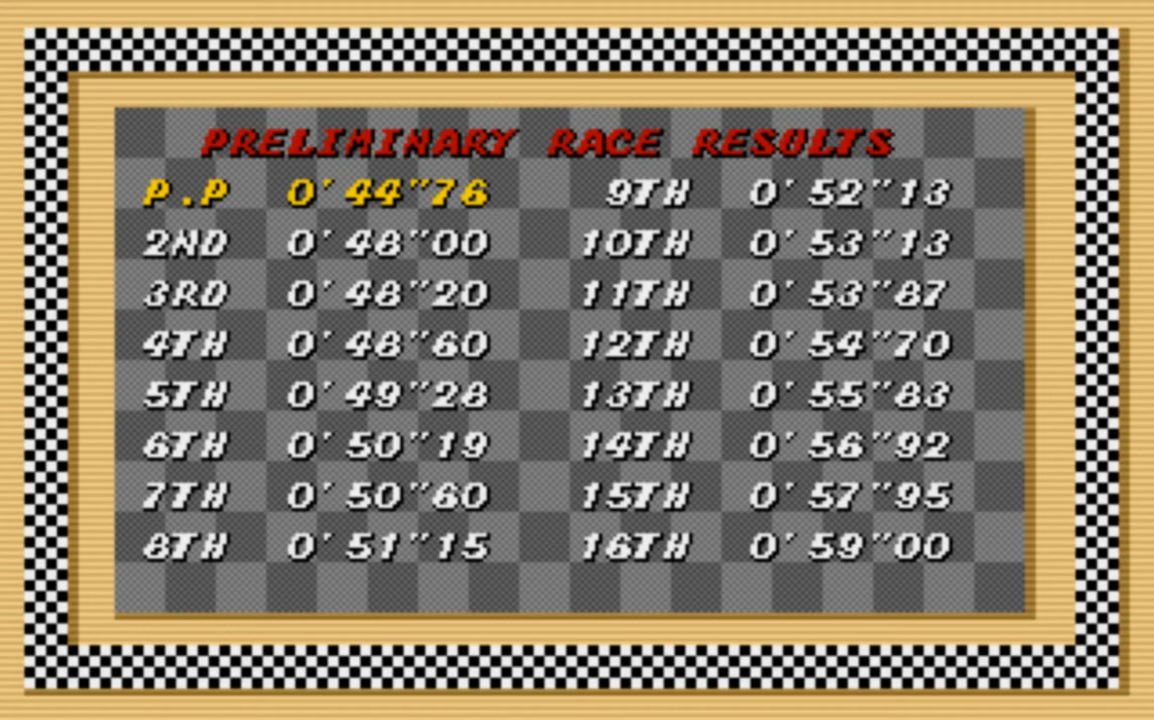 PRELIMINARY RACE RESULTS
P.P 0'44"76 9TH 0'52"13
2ND 0'48"00 10TH 0'53"13
3RD 0'48"20 11TH 0'53"87
4TH 0'48"60 12TH 0'54"70
5TH 0'49"28 13TH 0'55"83
6TH 0'50"19 14TH 0'56"92
7TH 0'50"60 15TH 0'57"95
8TH 0'51"15 16TH 0'59"00